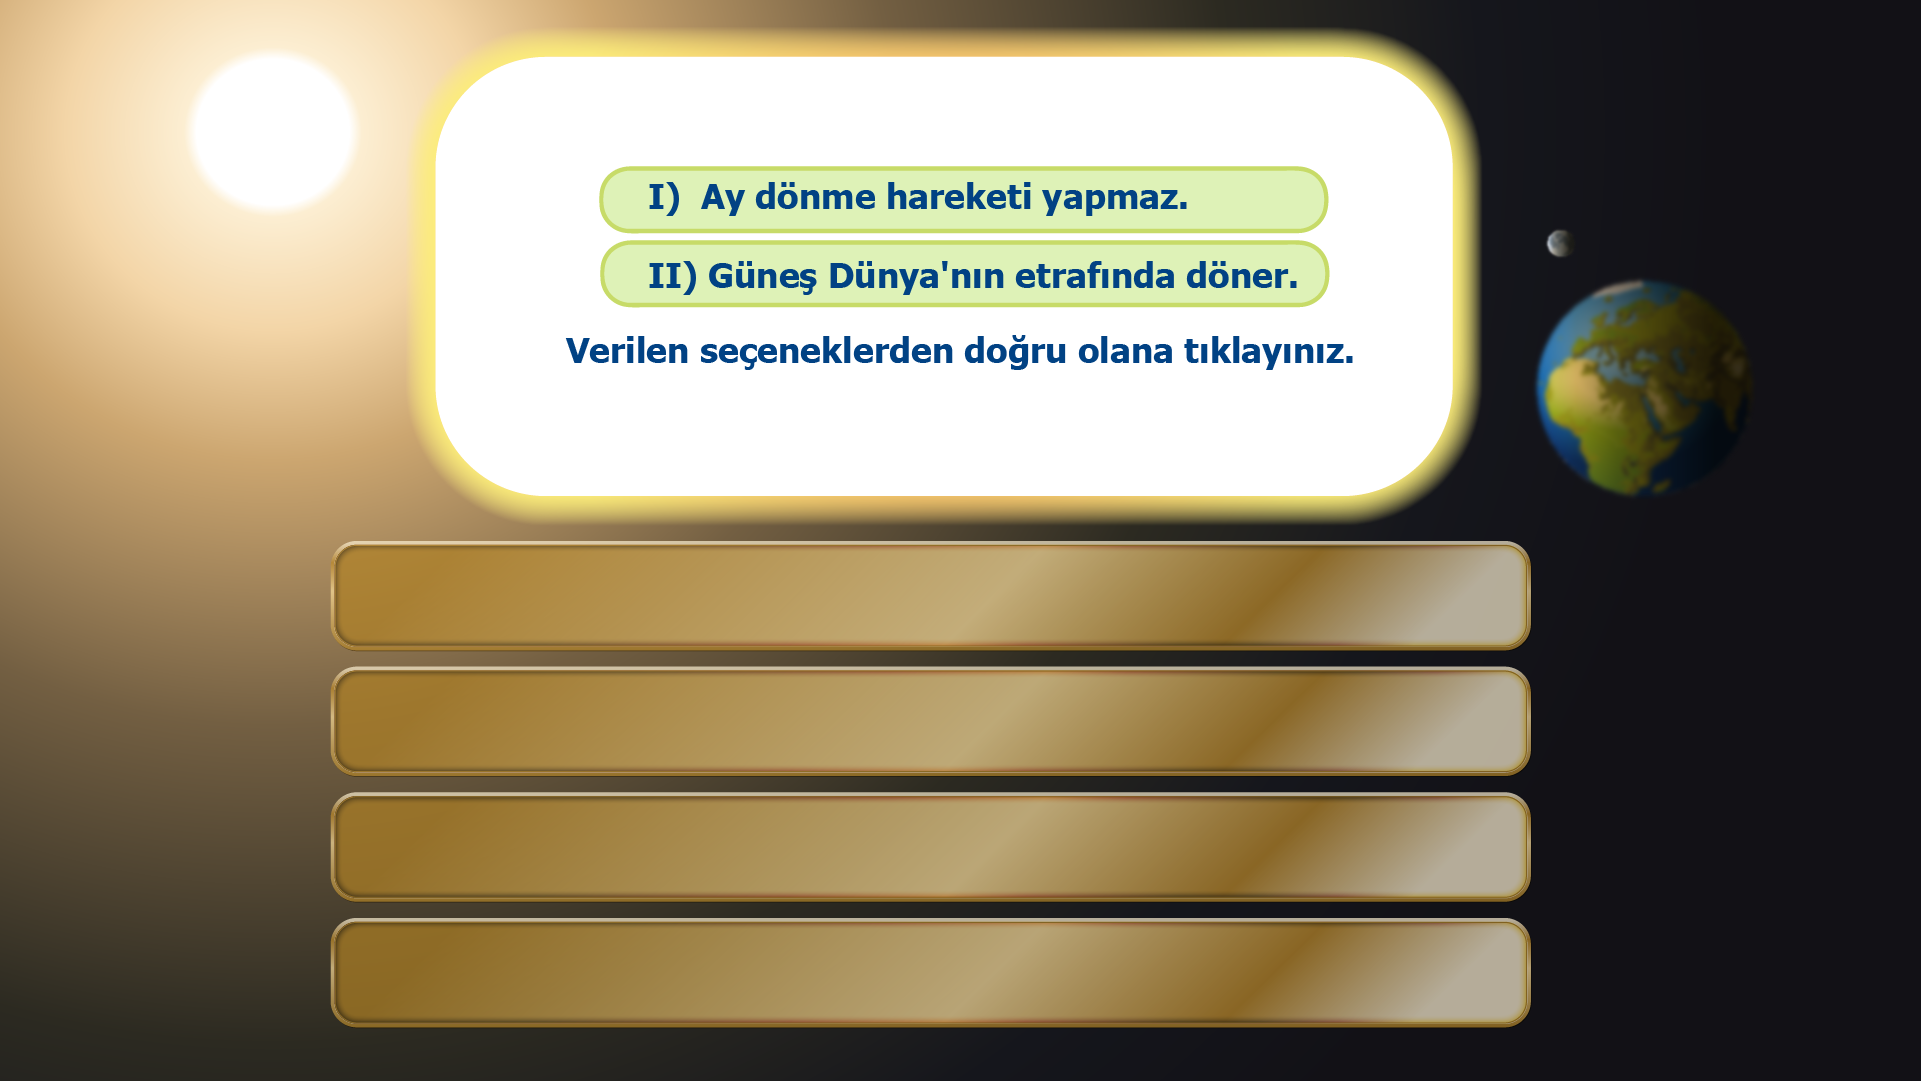 I) Ay dönme hareketi yapmaz.
II) Güneş Dünya'nın etrafında döner.
Verilen seçeneklerden doğru olana tıklayınız.